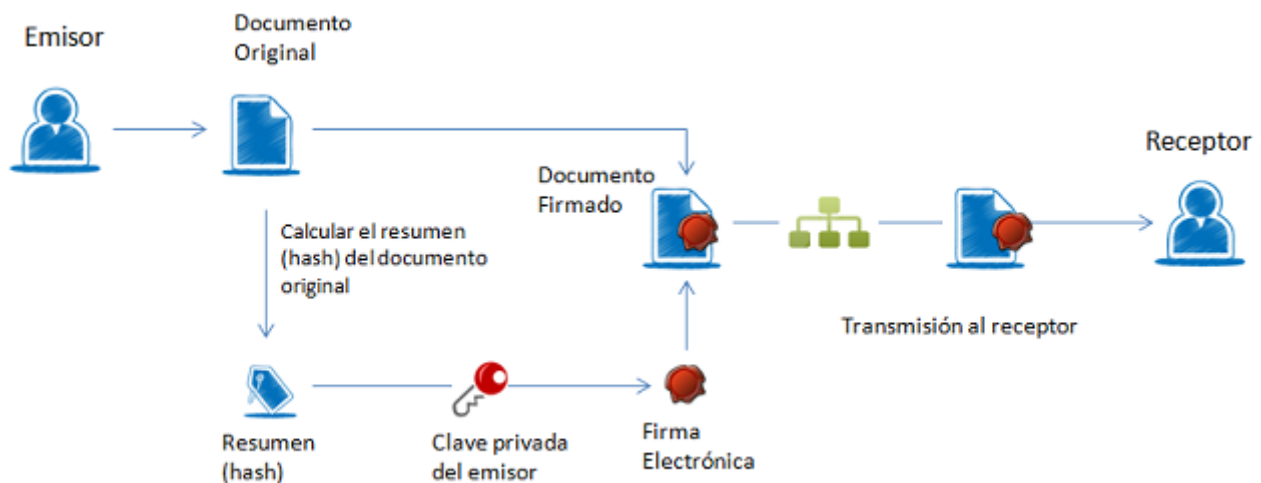 Emisor
Documento
Original
Receptor
Documento
Firmado
Calcular el resumen
(hash) del documento
original
Transmisión al receptor
Resumen
(hash)
Clave privada
del emisor
Firma
Electrónica